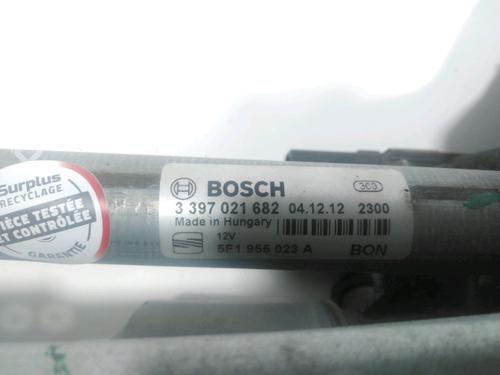 Surplus
RECYCLAGE
PIÈCE TESTÉE
ET CONTRÔLÉE
GARANTIE
BOSCH
3 397 021 682 04.12.12 2300
Made in Hungary
12V
5F1 955 023 A BON